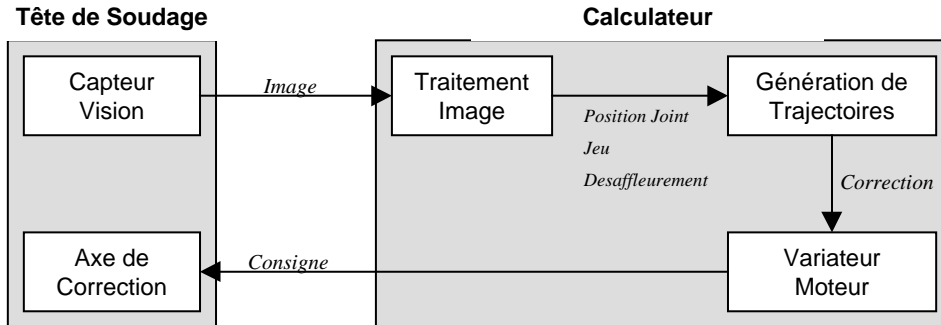 Tête de Soudage
Calculateur
Capteur
Vision
Image
Traitement
Image
Position Joint
Jeu
Desaffleurement
Génération de
Trajectoires
Correction
Axe de
Correction
Consigne
Variateur
Moteur